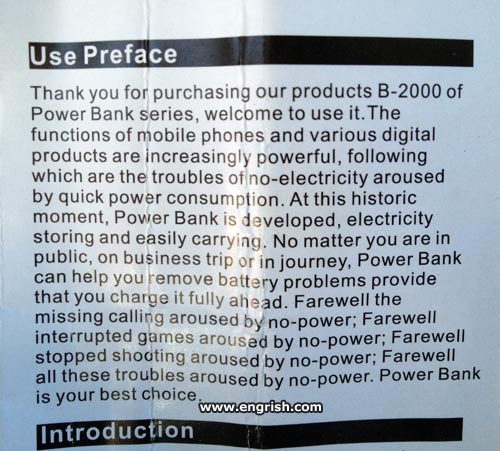 Use Preface
Thank you for purchasing our products B-2000 of
Power Bank series, welcome to use it.The
functions of mobile phones and various digital
products are increasingly powerful, following
which are the troubles of no-electricity aroused
by quick power consumption. At this historic
moment, Power Bank is developed, electricity
storing and easily carrying. No matter you are in
public, on business trip or in journey, Power Bank
can help you remove battery problems provide
that you charge it fully ahead. Farewell the
missing calling aroused by no-power; Farewell
interrupted games aroused by no-power; Farewell
stopped shooting aroused by no-power; Farewell
all these troubles aroused by no-power. Power Bank
is your best choice.
www.engrish.com
Introduction